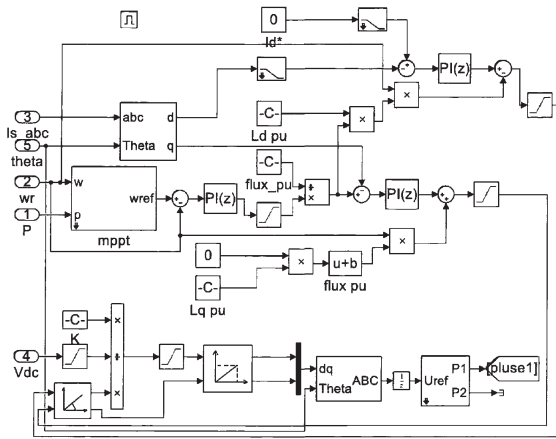 0
Id*
PI(z)
3
Is_abc
abc
d
-C-
Ld pu
5
theta
Theta
q
-C-
flux_pu
2
wr
w
wref
PI(z)
PI(z)
1
P
p
mppt
0
u+b
flux pu
-C-
Lq pu
-C-
K
4
Vdc
dq
Theta
ABC
Uref
P1
P2
[pluse1]